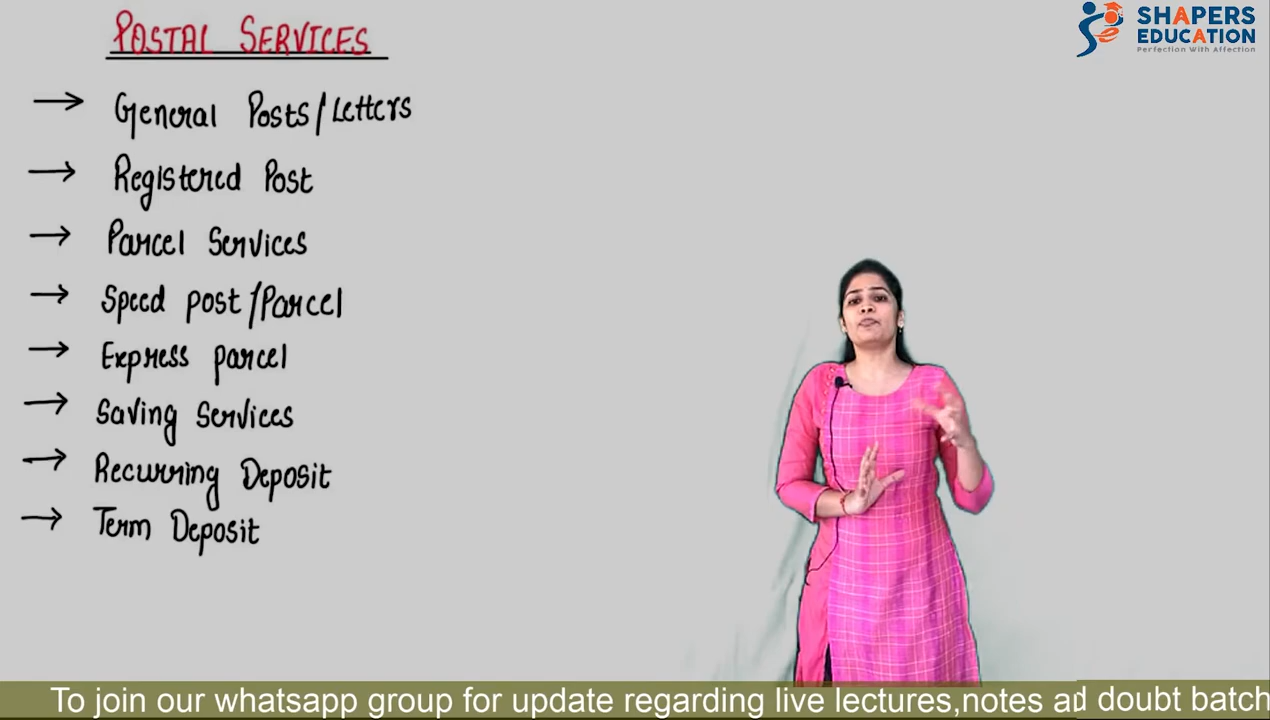 POSTAL SERVICES
→ General Posts/Letters
→ Registered Post
→ Parcel Services
→ Speed post/Parcel
→ Express parcel
→ Saving Services
→ Recurring Deposit
→ Term Deposit
SHAPERS
EDUCATION
Perfection With Affection
To join our whatsapp group for update regarding live lectures,notes ad doubt batch